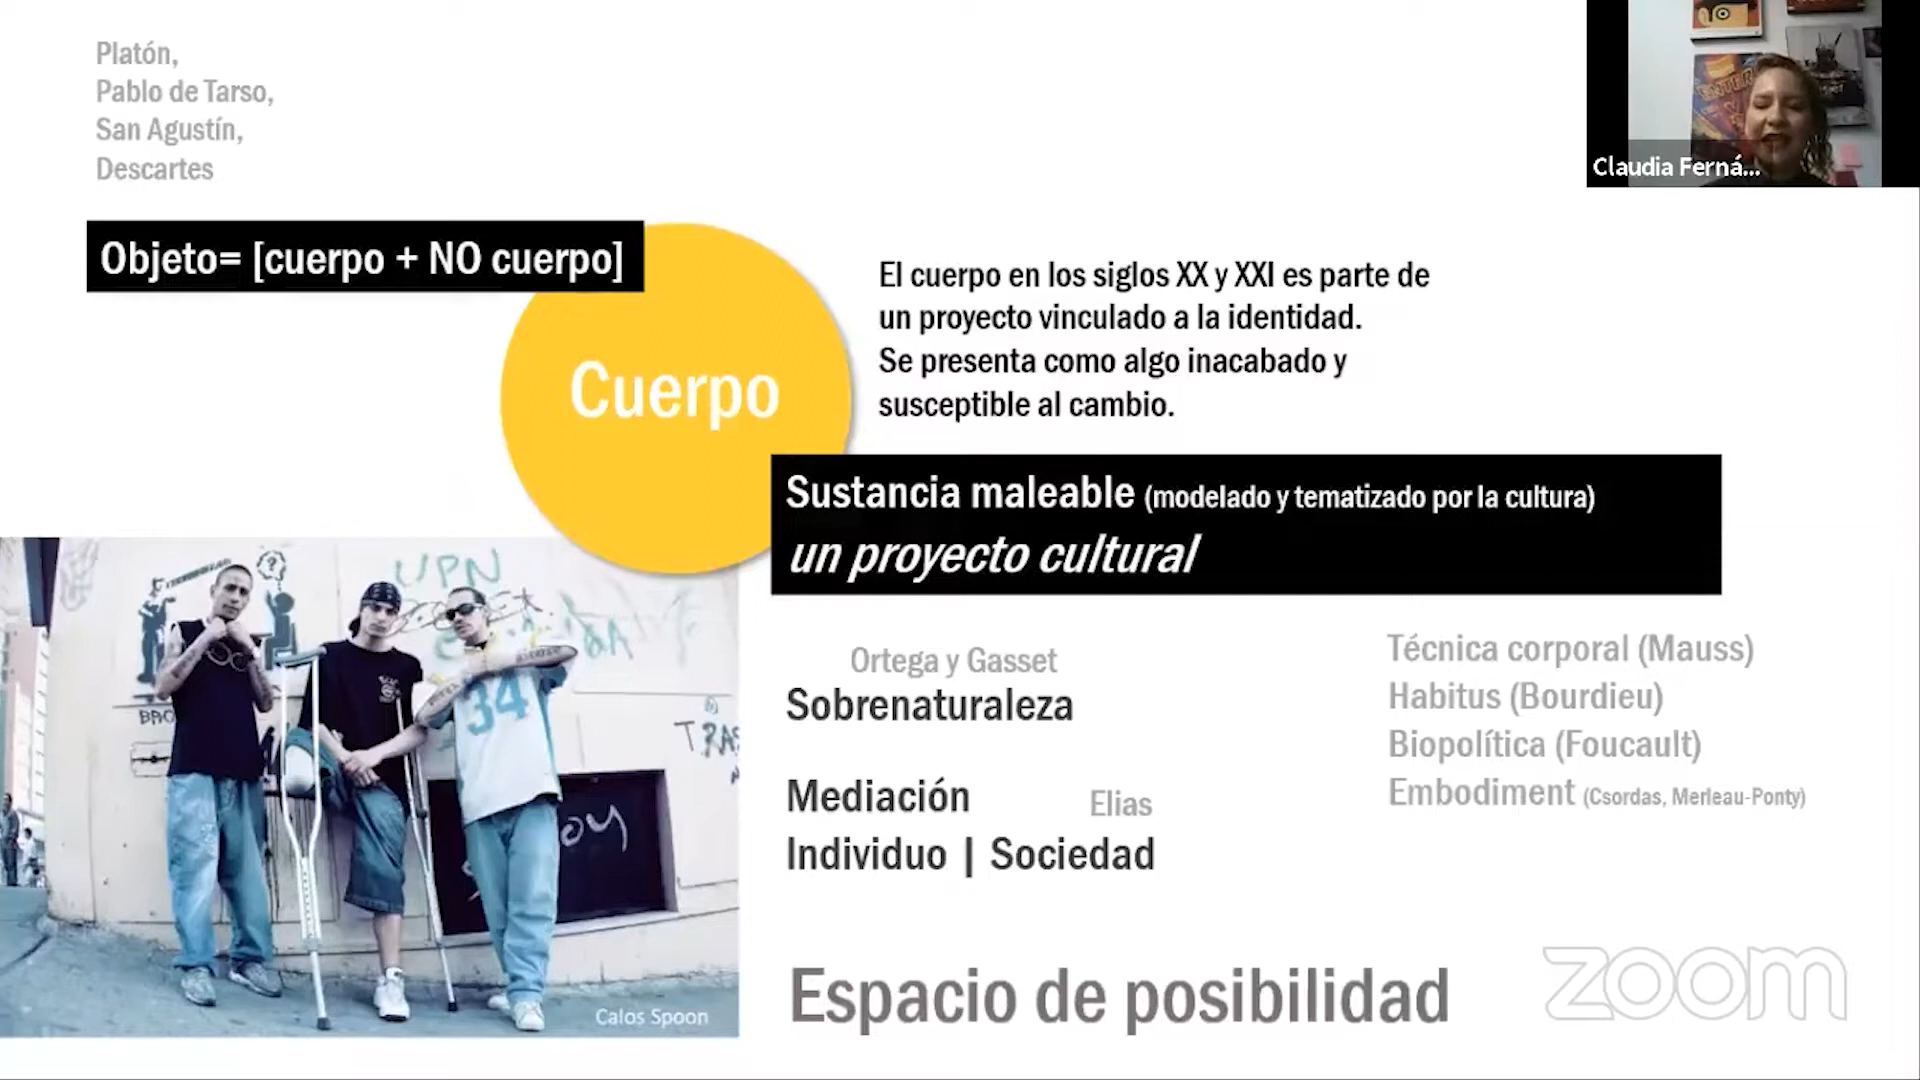 Platón,
Pablo de Tarso,
San Agustín,
Descartes
Claudia Ferná...
Objeto= [cuerpo + NO cuerpo]
Cuerpo
El cuerpo en los siglos XX y XXI es parte de
un proyecto vinculado a la identidad.
Se presenta como algo inacabado y
susceptible al cambio.
Sustancia maleable (modelado y tematizado por la cultura)
un proyecto cultural
Ortega y Gasset
Sobrenaturaleza
Mediación
Elias
Individuo | Sociedad
Técnica corporal (Mauss)
Habitus (Bourdieu)
Biopolítica (Foucault)
Embodiment (Csordas, Merleau-Ponty)
Espacio de posibilidad
UPN
34
Calos Spoon
zoom